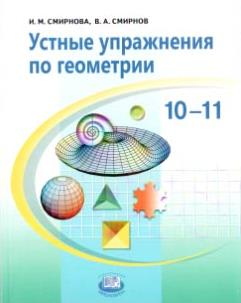 И. М. СМИРНОВА, В. А. СМИРНОВ
Устные упражнения
по геометрии
10–11